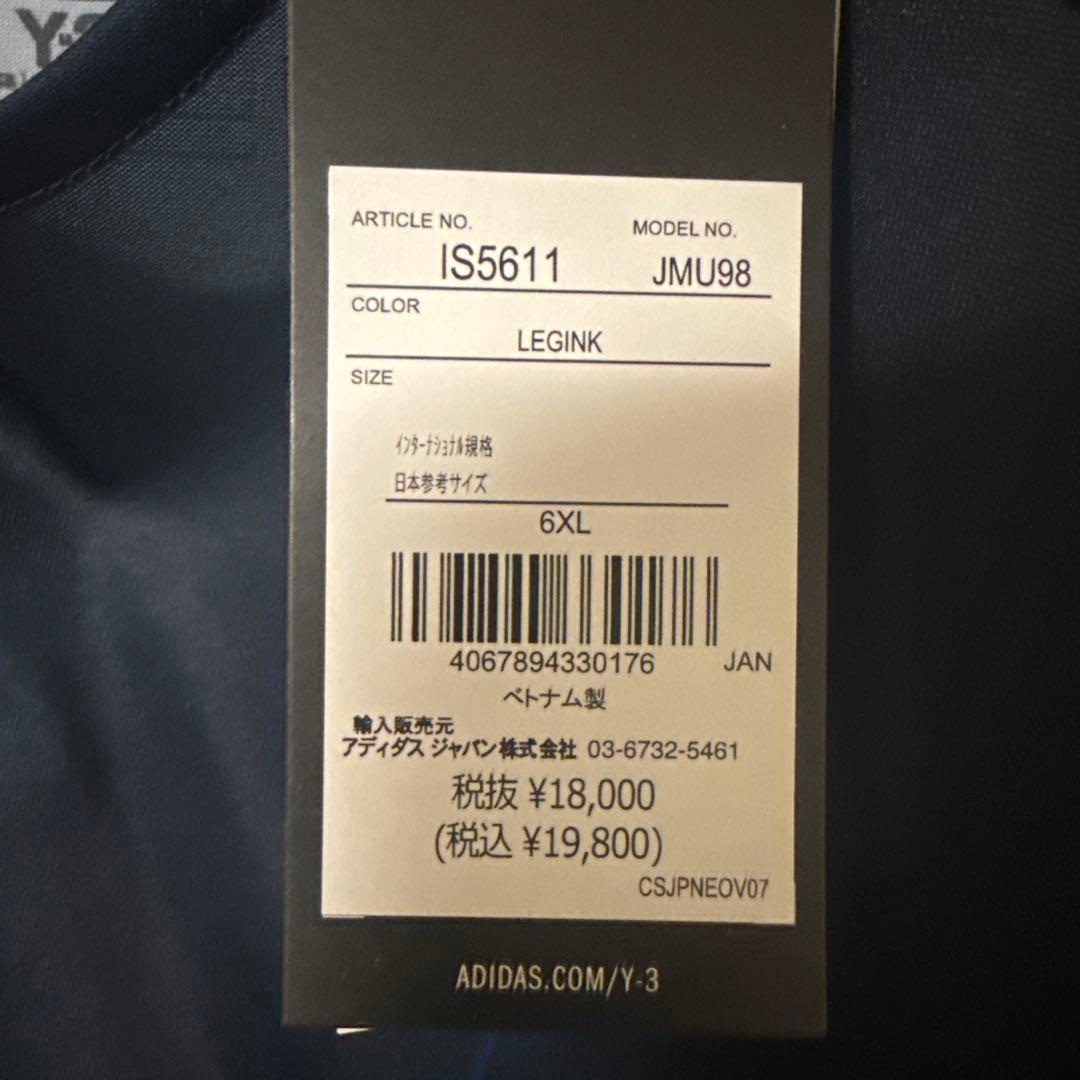 Y-3
ARTICLE NO.
MODEL NO.
IS5611
JMU98
COLOR
LEGINK
SIZE
インターナショナル規格
日本参考サイズ
6XL
4067894330176
JAN
ベトナム製
輸入販売元
アディダス ジャパン株式会社 03-6732-5461
税抜 ¥18,000
(税込 ¥19,800)
CSJPNEOV07
ADIDAS.COM/Y-3